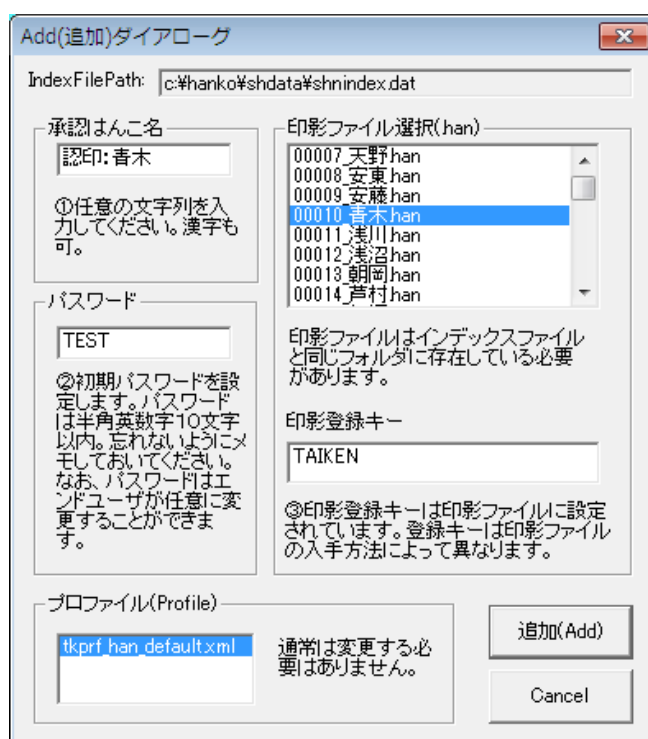 Add(追加)ダイアローグ
IndexFilePath: c:¥hanko¥shdata¥shnindex.dat
承認はんこ名
認印:青木
①任意の文字列を入
力してください。漢字も
可。
パスワード
TEST
②初期パスワードを設
定します。パスワード
は半角英数字10文字
以内。忘れないようにメ
モしておいてください。
なお、パスワードはエ
ンドユーザが任意に変
更することができま
す。
印影ファイル選択(.han)
00007_天野.han
00008_安東.han
00009_安藤.han
00010_青木.han
00011_浅川.han
00012_浅沼.han
00013_朝岡.han
00014_芦村.han
印影ファイルはインデックスファイル
と同じフォルダに存在している必要
があります。
印影登録キー
TAIKEN
③印影登録キーは印影ファイルに設定
されています。登録キーは印影ファイル
の入手方法によって異なります。
プロファイル(Profile)
tkprf_han_default.xml
通常は変更する必
要はありません。
追加(Add)
Cancel